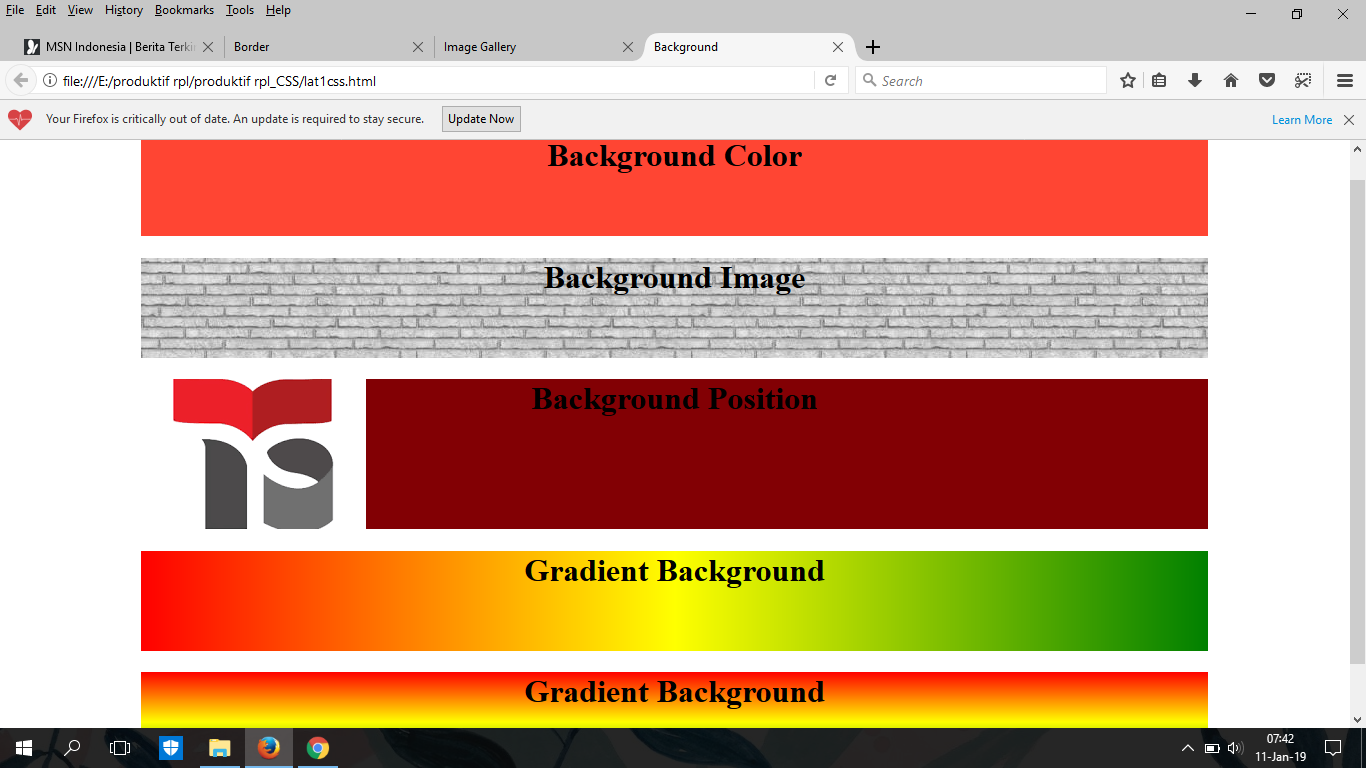 File Edit View History Bookmarks Tools Help
MSN Indonesia | Berita Terkin
Border
Image Gallery
Background
file:///E:/produktif rpl/produktif rpl_CSS/lat1css.html
Search
Your Firefox is critically out of date. An update is required to stay secure.
Update Now
Learn More
Background Color
Background Image
Background Position
Gradient Background
Gradient Background
07:42
11-Jan-19